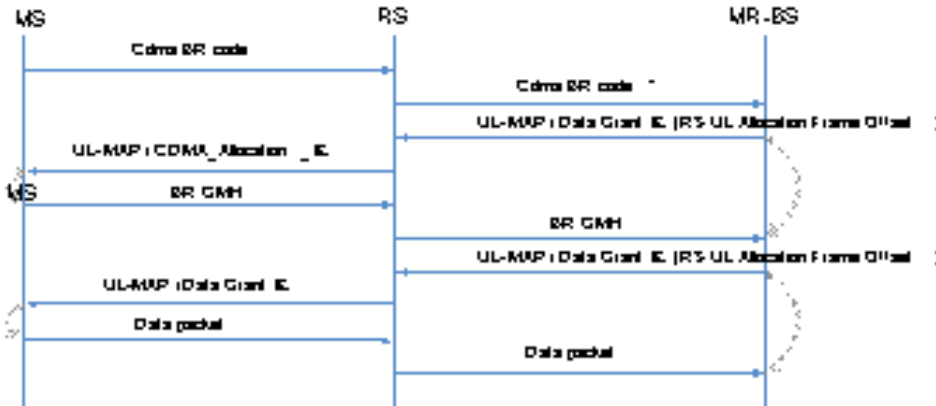 MS RS MR-BS
Cdma BR code
Cdma BR code
UL-MAP (Data Grant IE (RS UL Allocation Frame Offset )
UL-MAP (CDMA_Allocation _IE
MS
BR GMH
BR GMH
UL-MAP (Data Grant IE (RS UL Allocation Frame Offset )
UL-MAP (Data Grant IE
Data packet
Data packet